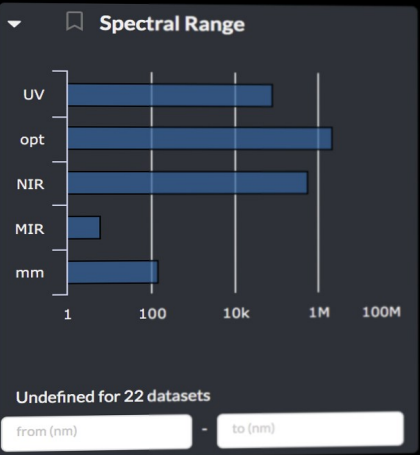 Spectral Range
UV
opt
NIR
MIR
mm
1 100 10k 1M 100M
Undefined for 22 datasets
from (nm) - to (nm)